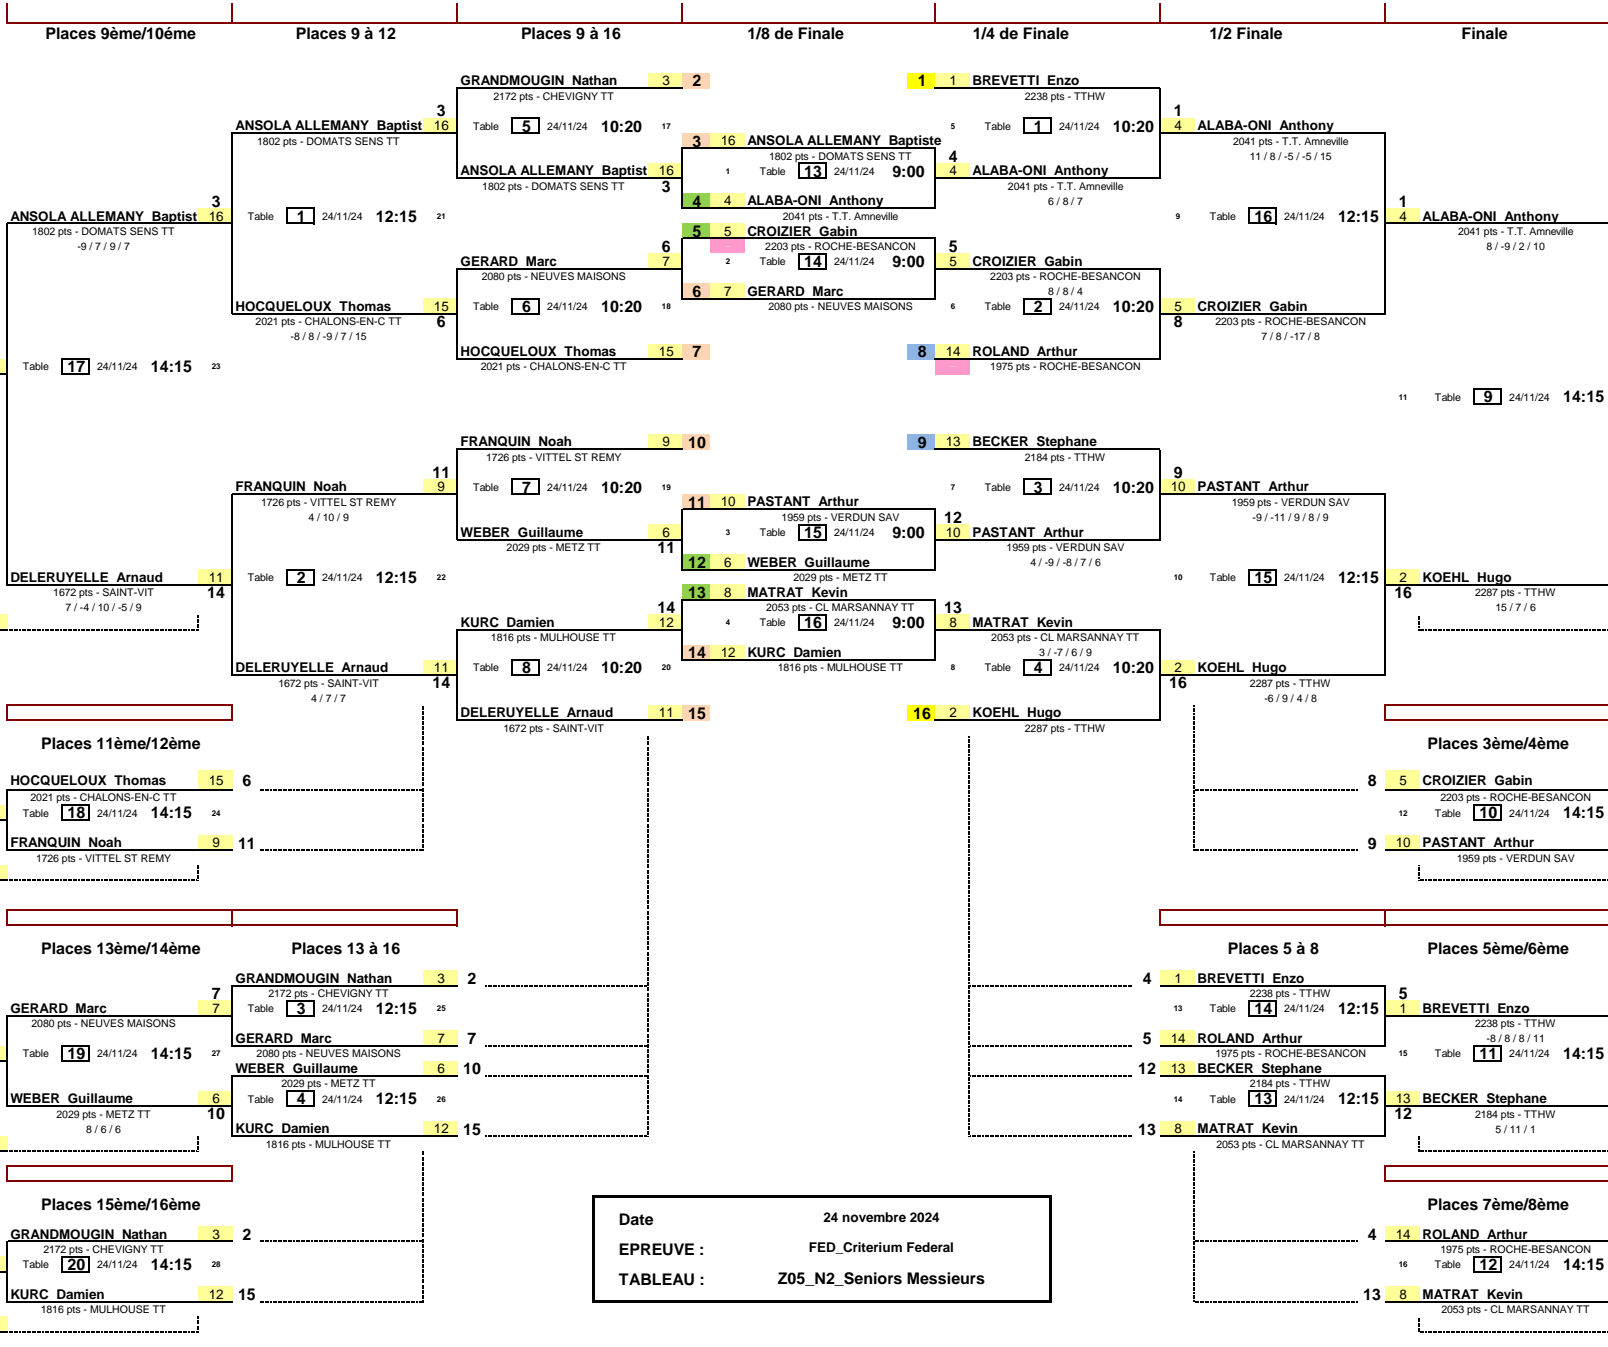 Places 9ème/10éme Places 9 à 12 Places 9 à 16 1/8 de Finale 1/4 de Finale 1/2 Finale Finale
GRANDMOUGIN Nathan 3 2 1 1 BREVETTI Enzo
2172 pts - CHEVIGNY TT 2238 pts - TTHW
3 1
ANSOLA ALLEMANY Baptist 16 Table 5 24/11/24 10:20 17 5 Table 1 24/11/24 10:20 4 ALABA-ONI Anthony
1802 pts - DOMATS SENS TT 3 16 ANSOLA ALLEMANY Baptiste 2041 pts - T.T. Amneville
1802 pts - DOMATS SENS TT 4 11 / 8 / -5 / -5 / 15
ANSOLA ALLEMANY Baptist 16 1 Table 13 24/11/24 9:00 4 ALABA-ONI Anthony
1802 pts - DOMATS SENS TT 3 2041 pts - T.T. Amneville
3 4 4 ALABA-ONI Anthony 6 / 8 / 7 1
ANSOLA ALLEMANY Baptist 16 Table 1 24/11/24 12:15 21 2041 pts - T.T. Amneville 9 Table 16 24/11/24 12:15 4 ALABA-ONI Anthony
1802 pts - DOMATS SENS TT 5 5 CROIZIER Gabin 2041 pts - T.T. Amneville
-9 / 7 / 9 / 7 6 2203 pts - ROCHE-BESANCON 5 8 / -9 / 2 / 10
GERARD Marc 7 2 Table 14 24/11/24 9:00 5 CROIZIER Gabin
2080 pts - NEUVES MAISONS 2203 pts - ROCHE-BESANCON
6 7 GERARD Marc 8 / 8 / 4
HOCQUELOUX Thomas 15 Table 6 24/11/24 10:20 18 2080 pts - NEUVES MAISONS 6 Table 2 24/11/24 10:20 5 CROIZIER Gabin
2021 pts - CHALONS-EN-C TT 6 8 2203 pts - ROCHE-BESANCON
-8 / 8 / -9 / 7 / 15 7 / 8 / -17 / 8
HOCQUELOUX Thomas 15 7 8 14 ROLAND Arthur
Table 17 24/11/24 14:15 23 2021 pts - CHALONS-EN-C TT 1975 pts - ROCHE-BESANCON
11 Table 9 24/11/24 14:15
FRANQUIN Noah 9 10 9 13 BECKER Stephane
1726 pts - VITTEL ST REMY 2184 pts - TTHW
11 9
FRANQUIN Noah 9 Table 7 24/11/24 10:20 19 7 Table 3 24/11/24 10:20 10 PASTANT Arthur
1726 pts - VITTEL ST REMY 11 10 PASTANT Arthur 1959 pts - VERDUN SAV
4 / 10 / 9 1959 pts - VERDUN SAV 12 -9 / -11 / 9 / 8 / 9
WEBER Guillaume 6 3 Table 15 24/11/24 9:00 10 PASTANT Arthur
2029 pts - METZ TT 11 1959 pts - VERDUN SAV
12 6 WEBER Guillaume 4 / -9 / -8 / 7 / 6
DELERUYELLE Arnaud 11 Table 2 24/11/24 12:15 22 2029 pts - METZ TT 10 Table 15 24/11/24 12:15 2 KOEHL Hugo
1672 pts - SAINT-VIT 14 13 8 MATRAT Kevin 16 2287 pts - TTHW
7 / -4 / 10 / -5 / 9 14 2053 pts - CL MARSANNAY TT 13 15 / 7 / 6
KURC Damien 12 4 Table 16 24/11/24 9:00 8 MATRAT Kevin
1816 pts - MULHOUSE TT 2053 pts - CL MARSANNAY TT
14 12 KURC Damien 3 / -7 / 6 / 9
DELERUYELLE Arnaud 11 Table 8 24/11/24 10:20 20 1816 pts - MULHOUSE TT 8 Table 4 24/11/24 10:20 2 KOEHL Hugo
1672 pts - SAINT-VIT 14 16 2287 pts - TTHW
4 / 7 / 7 -6 / 9 / 4 / 8
DELERUYELLE Arnaud 11 15 16 2 KOEHL Hugo
1672 pts - SAINT-VIT 2287 pts - TTHW
Places 11ème/12ème Places 3ème/4ème
HOCQUELOUX Thomas 15 6 8 5 CROIZIER Gabin
2021 pts - CHALONS-EN-C TT 2203 pts - ROCHE-BESANCON
Table 18 24/11/24 14:15 24 12 Table 10 24/11/24 14:15
FRANQUIN Noah 9 11 9 10 PASTANT Arthur
1726 pts - VITTEL ST REMY 1959 pts - VERDUN SAV
Places 13ème/14ème Places 13 à 16 Places 5 à 8 Places 5ème/6ème
GRANDMOUGIN Nathan 3 2 4 1 BREVETTI Enzo
7 2172 pts - CHEVIGNY TT 2238 pts - TTHW 5
GERARD Marc 7 Table 3 24/11/24 12:15 25 13 Table 14 24/11/24 12:15 1 BREVETTI Enzo
2080 pts - NEUVES MAISONS 2238 pts - TTHW
GERARD Marc 7 7 5 14 ROLAND Arthur -8 / 8 / 8 / 11
Table 19 24/11/24 14:15 27 2080 pts - NEUVES MAISONS 1975 pts - ROCHE-BESANCON 15 Table 11 24/11/24 14:15
WEBER Guillaume 6 10 12 13 BECKER Stephane
2029 pts - METZ TT 2184 pts - TTHW
WEBER Guillaume 6 Table 4 24/11/24 12:15 26 14 Table 13 24/11/24 12:15 13 BECKER Stephane
2029 pts - METZ TT 10 12 2184 pts - TTHW
8 / 6 / 6 KURC Damien 12 15 13 8 MATRAT Kevin 5 / 11 / 1
1816 pts - MULHOUSE TT 2053 pts - CL MARSANNAY TT
Places 15ème/16ème Places 7ème/8ème
GRANDMOUGIN Nathan 3 2 4 14 ROLAND Arthur
2172 pts - CHEVIGNY TT 1975 pts - ROCHE-BESANCON
Table 20 24/11/24 14:15 28 16 Table 12 24/11/24 14:15
KURC Damien 12 15 13 8 MATRAT Kevin
1816 pts - MULHOUSE TT 2053 pts - CL MARSANNAY TT
Date 24 novembre 2024
EPREUVE : FED_Criterium Federal
TABLEAU : Z05_N2_Seniors Messieurs